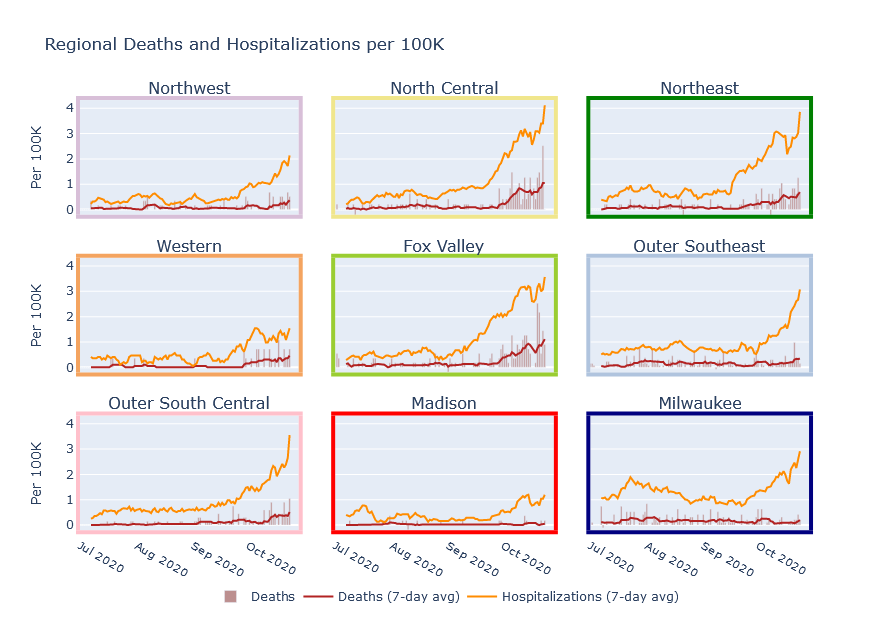 Regional Deaths and Hospitalizations per 100K
Northwest
North Central
Northeast
Per 100K
4
3
2
1
0
Western
Fox Valley
Outer Southeast
Per 100K
4
3
2
1
0
Outer South Central
Madison
Milwaukee
Per 100K
4
3
2
1
0
Jul 2020
Aug 2020
Sep 2020
Oct 2020
Jul 2020
Aug 2020
Sep 2020
Oct 2020
Jul 2020
Aug 2020
Sep 2020
Oct 2020
Deaths
Deaths (7-day avg)
Hospitalizations (7-day avg)